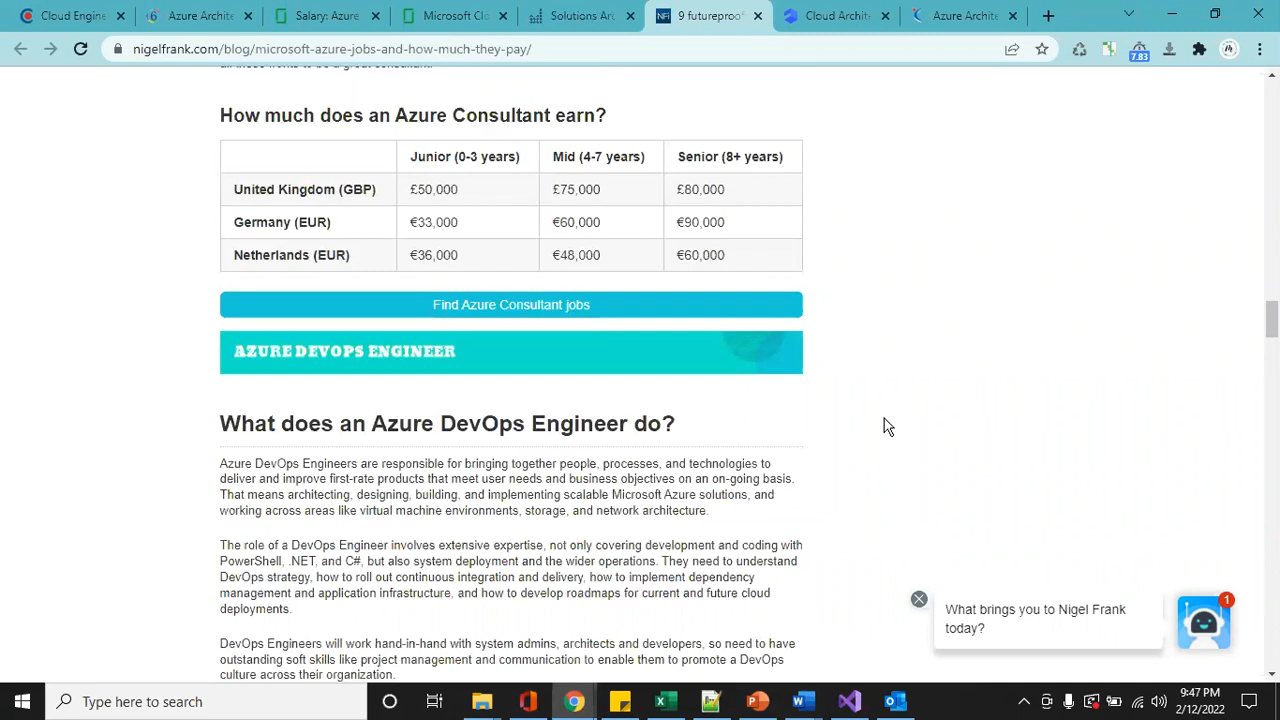 Cloud Engine
Azure Archite
Salary: Azure
Microsoft Clo
Solutions Arc
9 futureproof
Cloud Archite
Azure Archite
nigelfrank.com/blog/microsoft-azure-jobs-and-how-much-they-pay/
7.83
How much does an Azure Consultant earn?
Junior (0-3 years) Mid (4-7 years) Senior (8+ years)
United Kingdom (GBP) £50,000 £75,000 £80,000
Germany (EUR) €33,000 €60,000 €90,000
Netherlands (EUR) €36,000 €48,000 €60,000
Find Azure Consultant jobs
AZURE DEVOPS ENGINEER
What does an Azure DevOps Engineer do?
Azure DevOps Engineers are responsible for bringing together people, processes, and technologies to
deliver and improve first-rate products that meet user needs and business objectives on an on-going basis.
That means architecting, designing, building, and implementing scalable Microsoft Azure solutions, and
working across areas like virtual machine environments, storage, and network architecture.
The role of a DevOps Engineer involves extensive expertise, not only covering development and coding with
PowerShell, .NET, and C#, but also system deployment and the wider operations. They need to understand
DevOps strategy, how to roll out continuous integration and delivery, how to implement dependency
management and application infrastructure, and how to develop roadmaps for current and future cloud
deployments.
DevOps Engineers will work hand-in-hand with system admins, architects and developers, so need to have
outstanding soft skills like project management and communication to enable them to promote a DevOps
culture across their organization.
What brings you to Nigel Frank
today?
1
Type here to search
9:47 PM
2/12/2022